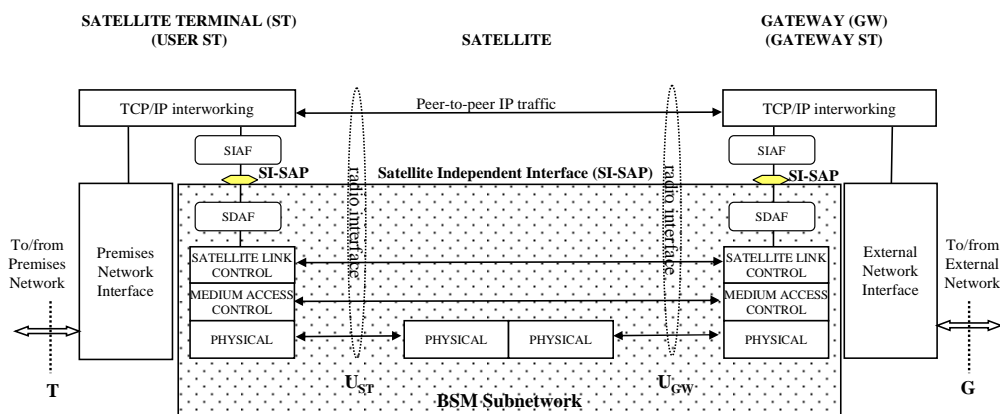 SATELLITE TERMINAL (ST)
(USER ST)
SATELLITE
GATEWAY (GW)
(GATEWAY ST)
TCP/IP interworking
Peer-to-peer IP traffic
TCP/IP interworking
SIAF
SIAF
SI-SAP
Satellite Independent Interface (SI-SAP)
SI-SAP
radio interface
radio interface
SDAF
SDAF
To/from
Premises
Network
Premises
Network
Interface
SATELLITE LINK
CONTROL
SATELLITE LINK
CONTROL
External
Network
Interface
To/from
External
Network
MEDIUM ACCESS
CONTROL
MEDIUM ACCESS
CONTROL
PHYSICAL
PHYSICAL
PHYSICAL
PHYSICAL
T
U_ST
U_GW
G
BSM Subnetwork